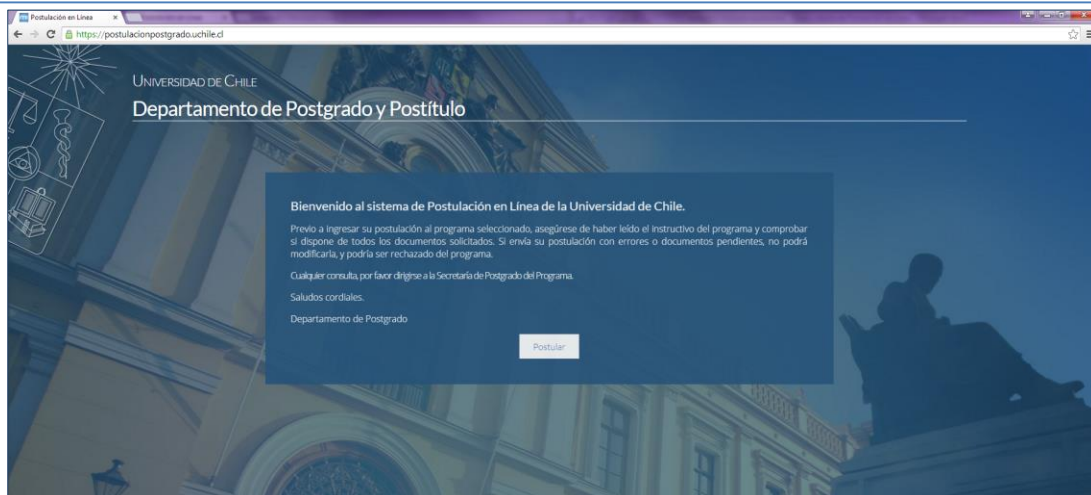 Postulación en Línea
https://postulacionpostgrado.uchile.cl
UNIVERSIDAD DE CHILE
Departamento de Postgrado y Postítulo
Bienvenido al sistema de Postulación en Línea de la Universidad de Chile.
Previo a ingresar su postulación al programa seleccionado, asegúrese de haber leído el instructivo del programa y comprobar
si dispone de todos los documentos solicitados. Si envía su postulación con errores o documentos pendientes, no podrá
modificarla, y podría ser rechazado del programa.
Cualquier consulta, por favor dirigirse a la Secretaría de Postgrado del Programa.
Saludos cordiales.
Departamento de Postgrado
Postular